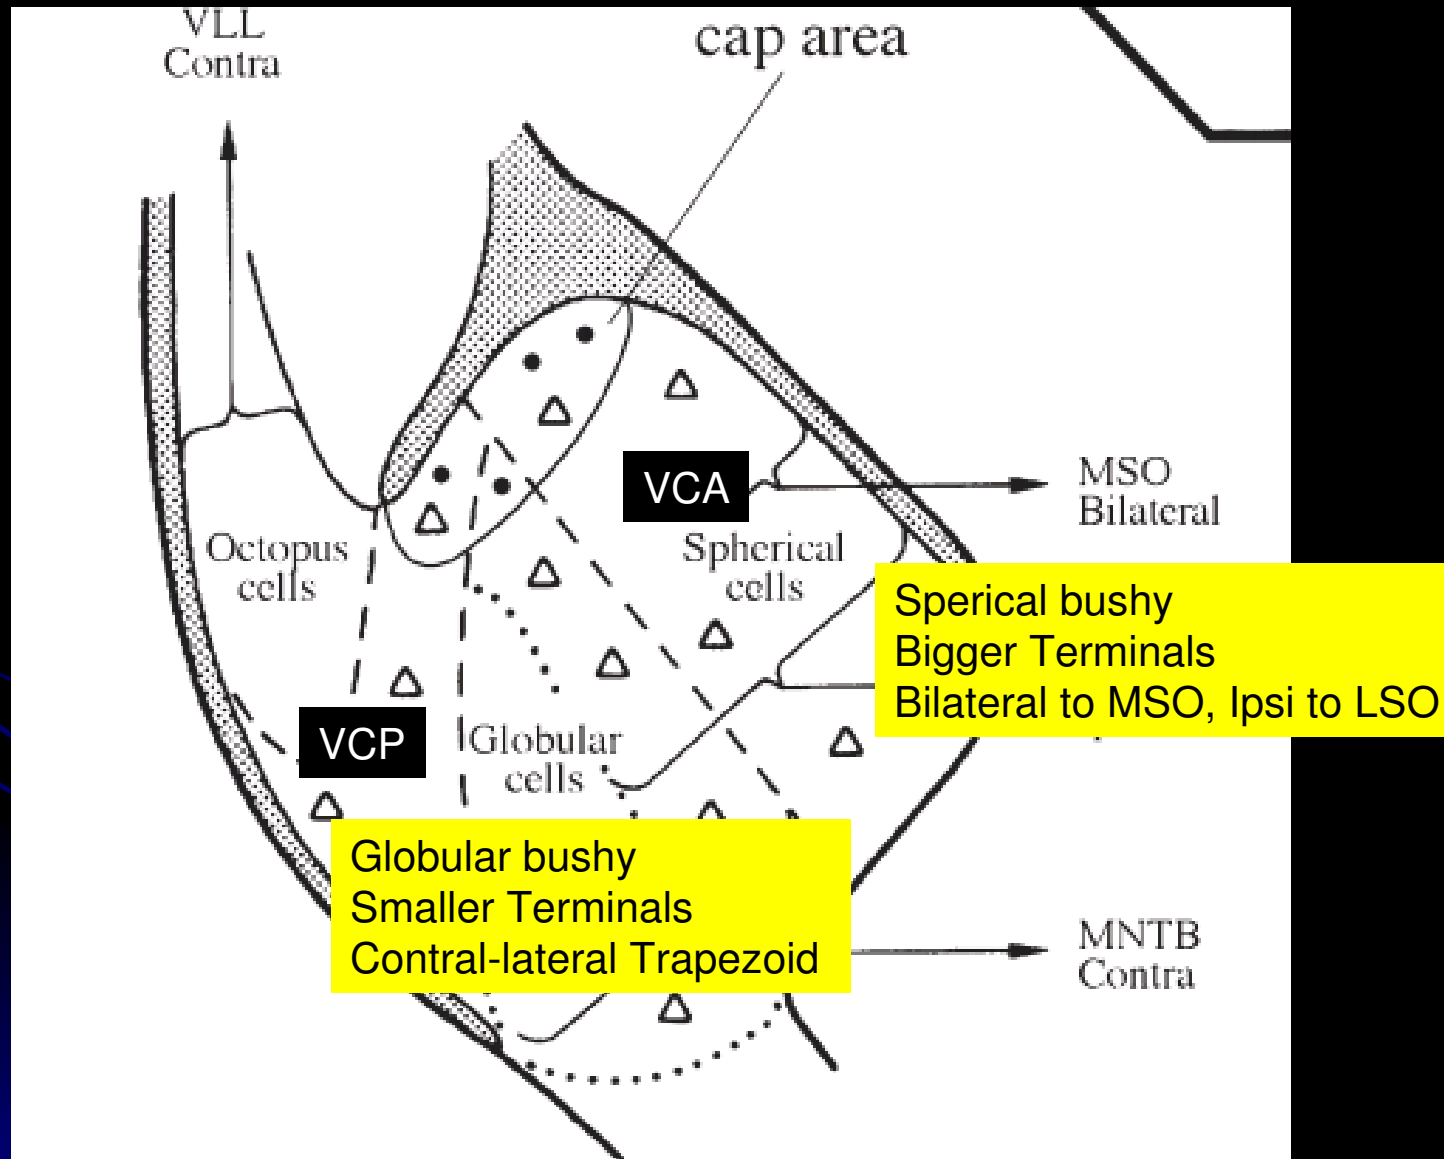 VLL
Contra
cap area
VCA
MSO
Bilateral
Octopus
cells
Spherical
cells
Sperical bushy
Bigger Terminals
Bilateral to MSO, Ipsi to LSO
VCP
Globular
cells
Globular bushy
Smaller Terminals
Contral-lateral Trapezoid
MNTB
Contra